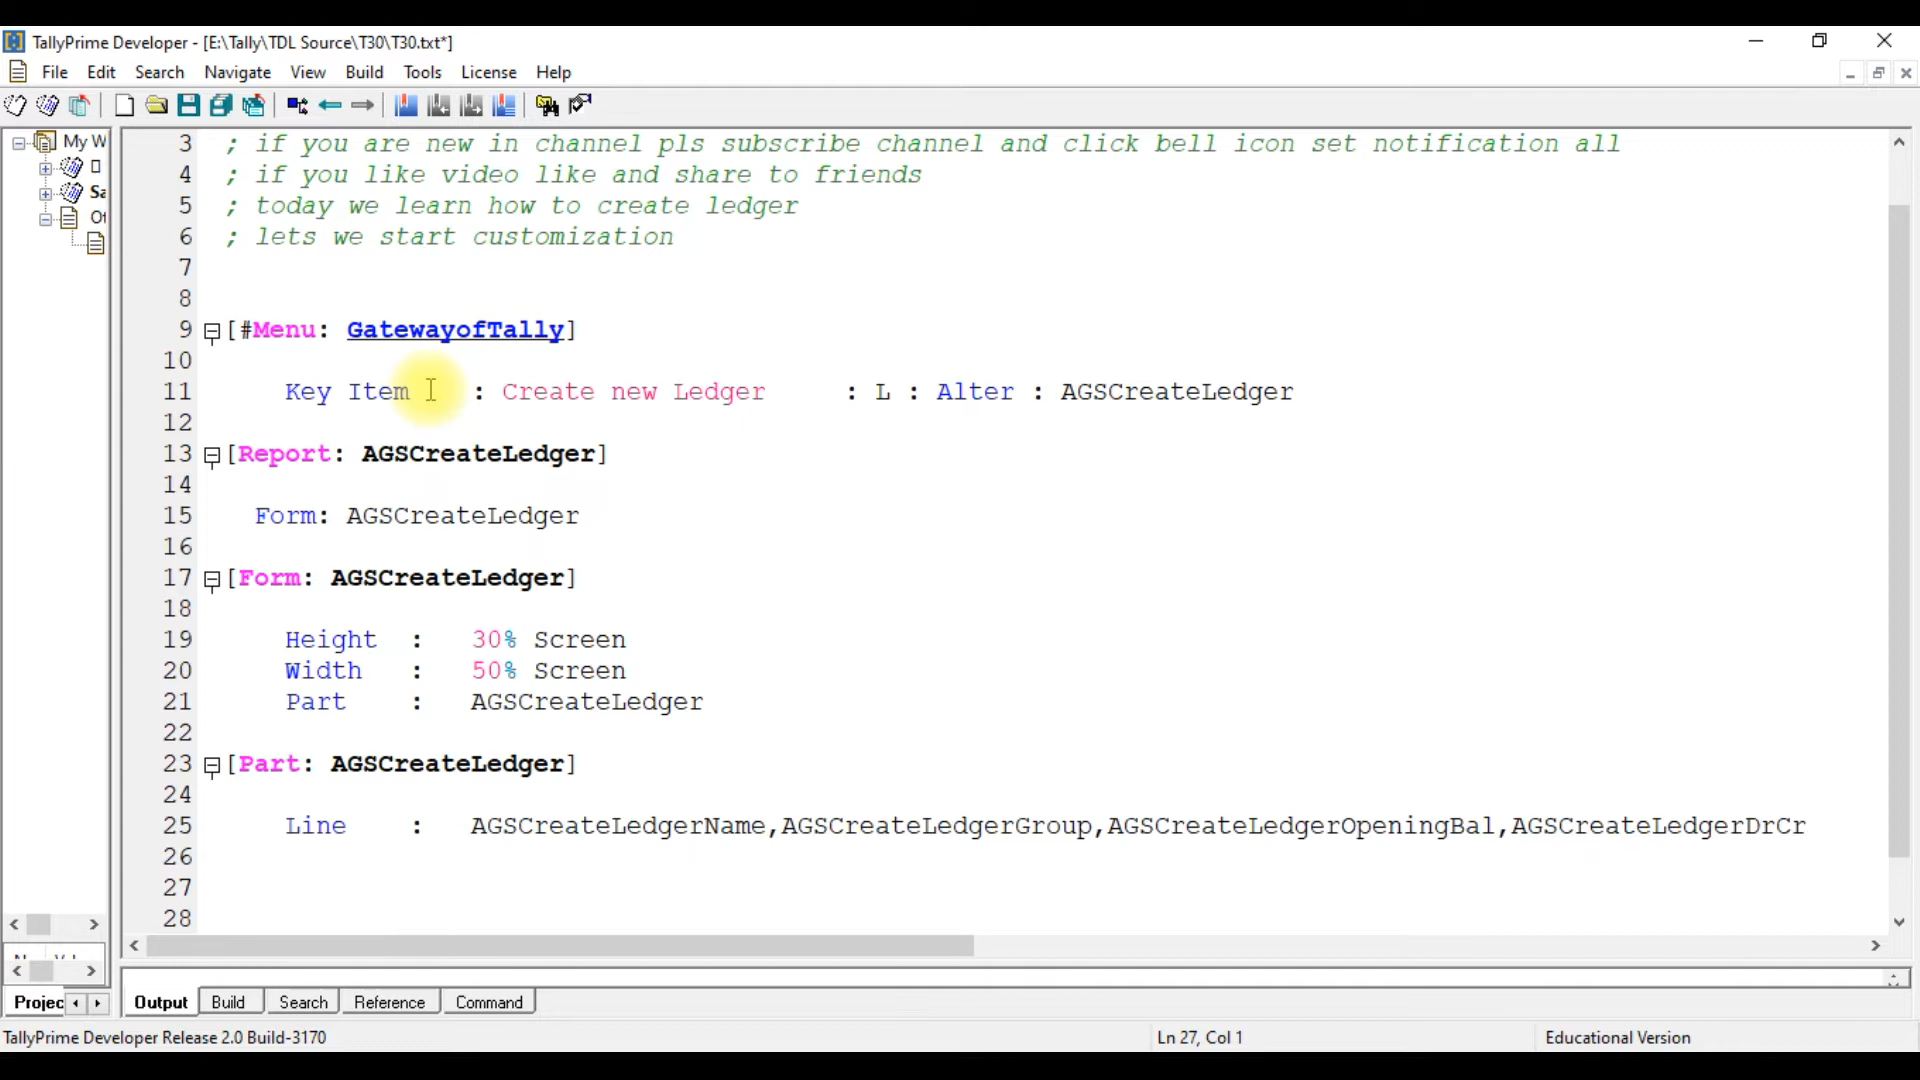 TallyPrime Developer - [E:\Tally\TDL Source\T30\T30.txt*]
File Edit Search Navigate View Build Tools License Help
My W
Sa
3 ; if you are new in channel pls subscribe channel and click bell icon set notification all
4 ; if you like video like and share to friends
5 ; today we learn how to create ledger
6 ; lets we start customization
7
8
9 [#Menu: GatewayofTally]
10
11 Key Item : Create new Ledger : L : Alter : AGSCreateLedger
12
13 [Report: AGSCreateLedger]
14
15 Form: AGSCreateLedger
16
17 [Form: AGSCreateLedger]
18
19 Height : 30% Screen
20 Width : 50% Screen
21 Part : AGSCreateLedger
22
23 [Part: AGSCreateLedger]
24
25 Line : AGSCreateLedgerName,AGSCreateLedgerGroup,AGSCreateLedgerOpeningBal,AGSCreateLedgerDrCr
26
27
28
Projec
Output Build Search Reference Command
TallyPrime Developer Release 2.0 Build-3170 Ln 27, Col 1 Educational Version